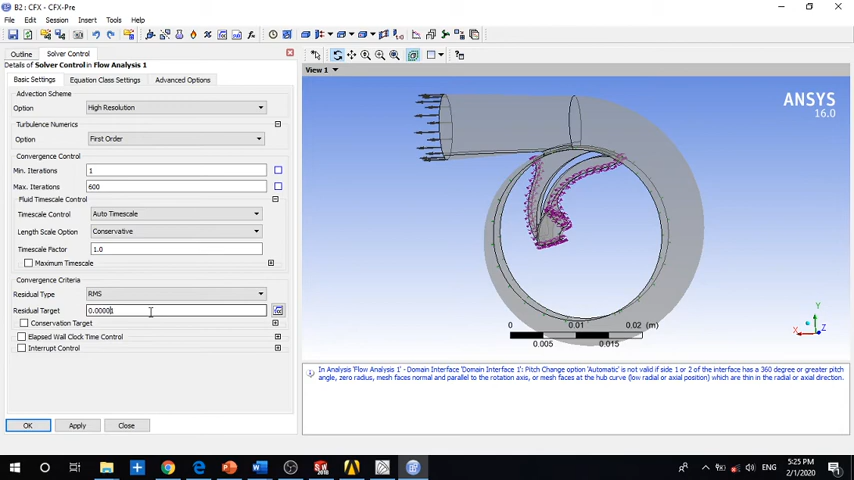 B2 : CFX - CFX-Pre
File Edit Session Insert Tools Help
Outline Solver Control
Details of Solver Control in Flow Analysis 1
Basic Settings Equation Class Settings Advanced Options
Advection Scheme
Option High Resolution
Turbulence Numerics
Option First Order
Convergence Control
Min. Iterations 1
Max. Iterations 600
Fluid Timescale Control
Timescale Control Auto Timescale
Length Scale Option Conservative
Timescale Factor 1.0
Maximum Timescale
Convergence Criteria
Residual Type RMS
Residual Target 0.00001
Conservation Target
Elapsed Wall Clock Time Control
Interrupt Control
OK Apply Close
View 1
ANSYS
16.0
0 0.01 0.02 (m)
0.005 0.015
Y
X Z
In Analysis 'Flow Analysis 1' - Domain Interface 'Domain Interface 1': Pitch Change option 'Automatic' is not valid if side 1 or 2 of the interface has a 360 degree or greater pitch
angle, zero radius, mesh faces normal and parallel to the rotation axis, or mesh faces at the hub curve (low radial or axial position) which are thin in the radial or axial direction.
ENG
5:25 PM
2/1/2020